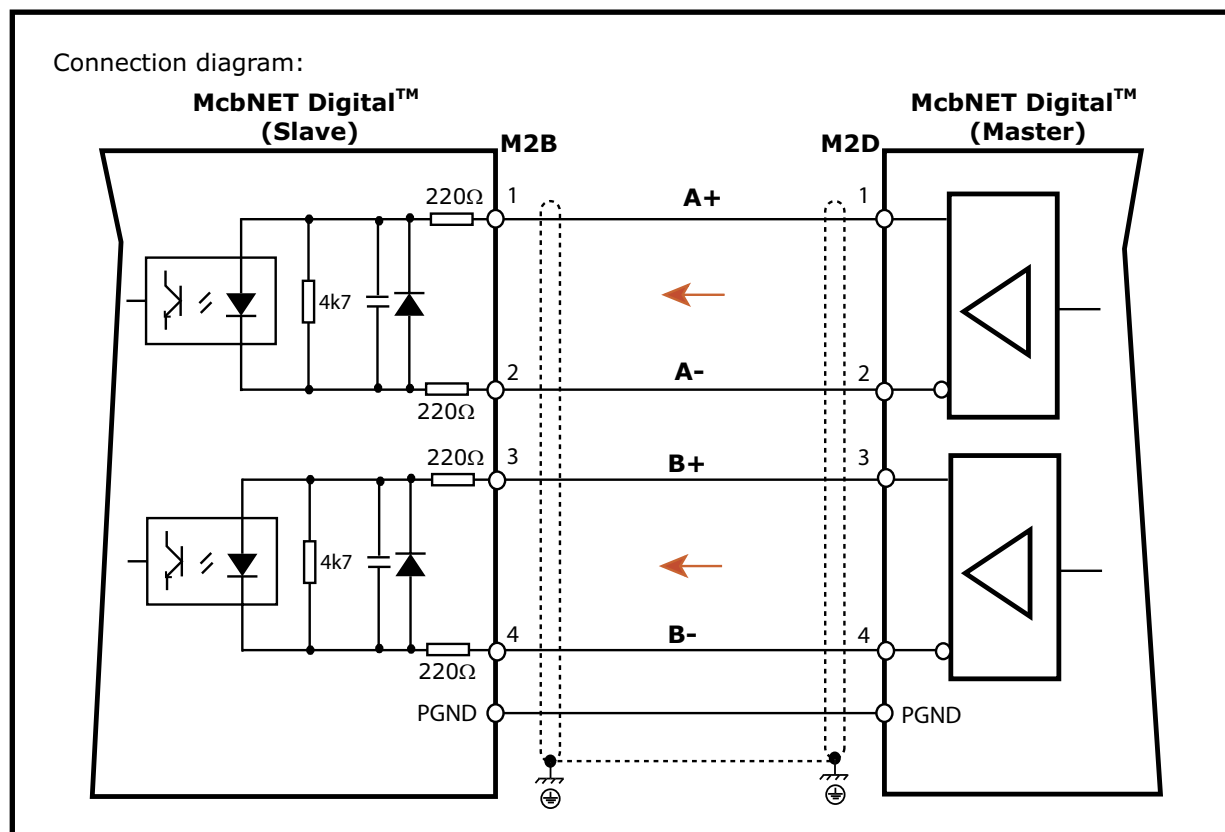 Connection diagram:
McbNET Digital™
(Slave)
McbNET Digital™
(Master)
M2B
M2D
220Ω
1
A+
1
4k7
2
A-
2
220Ω
220Ω
3
B+
3
4k7
4
B-
4
220Ω
PGND
PGND